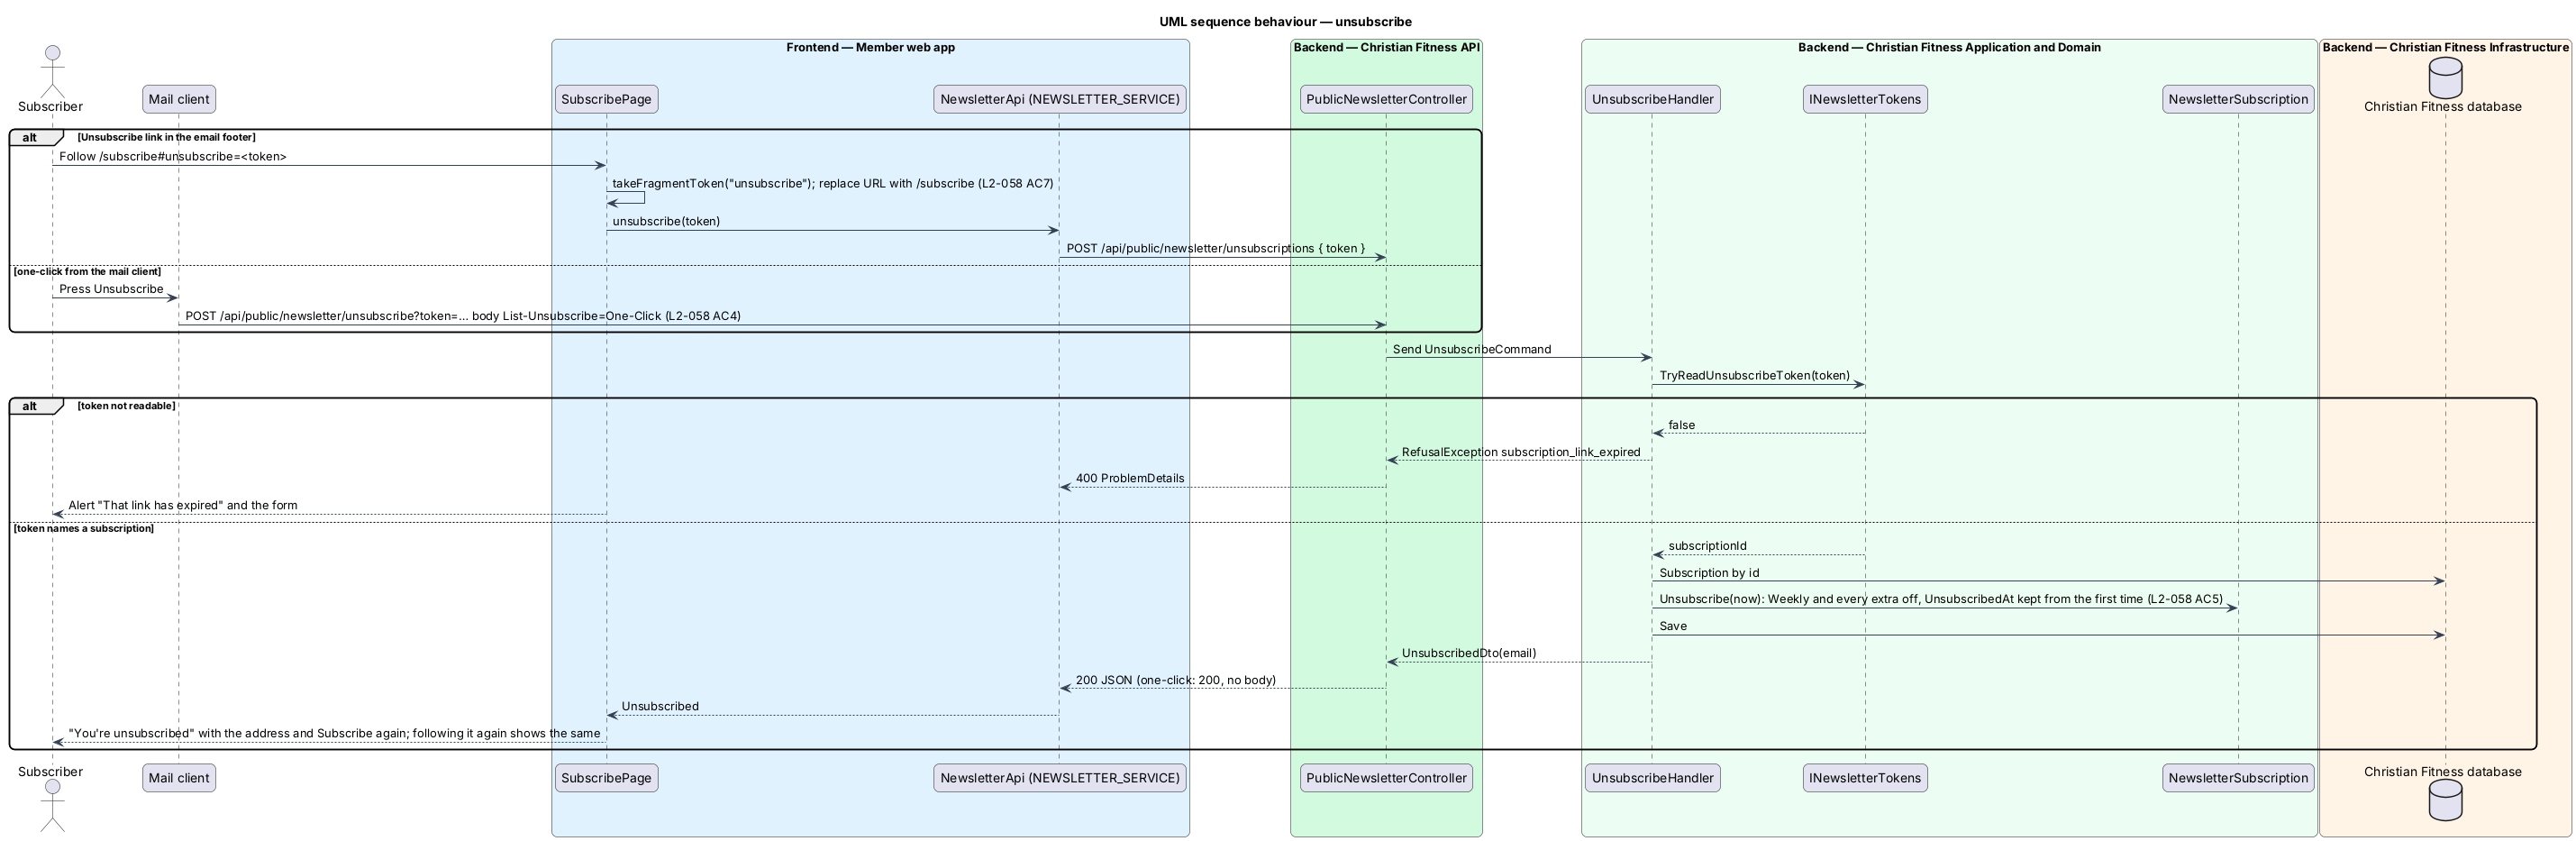 UML sequence behaviour — unsubscribe
Frontend — Member web app
Backend — Christian Fitness API
Backend — Christian Fitness Application and Domain
Backend — Christian Fitness Infrastructure
Subscriber
Mail client
SubscribePage
NewsletterApi (NEWSLETTER_SERVICE)
PublicNewsletterController
UnsubscribeHandler
INewsletterTokens
NewsletterSubscription
Christian Fitness database
alt [Unsubscribe link in the email footer]
Follow /subscribe#unsubscribe=<token>
takeFragmentToken("unsubscribe"); replace URL with /subscribe (L2-058 AC7)
unsubscribe(token)
POST /api/public/newsletter/unsubscriptions { token }
[one-click from the mail client]
Press Unsubscribe
POST /api/public/newsletter/unsubscribe?token=... body List-Unsubscribe=One-Click (L2-058 AC4)
Send UnsubscribeCommand
TryReadUnsubscribeToken(token)
alt [token not readable]
false
RefusalException subscription_link_expired
400 ProblemDetails
Alert "That link has expired" and the form
[token names a subscription]
subscriptionId
Subscription by id
Unsubscribe(now): Weekly and every extra off, UnsubscribedAt kept from the first time (L2-058 AC5)
Save
UnsubscribedDto(email)
200 JSON (one-click: 200, no body)
Unsubscribed
"You're unsubscribed" with the address and Subscribe again; following it again shows the same
Subscriber
Mail client
SubscribePage
NewsletterApi (NEWSLETTER_SERVICE)
PublicNewsletterController
UnsubscribeHandler
INewsletterTokens
NewsletterSubscription
Christian Fitness database